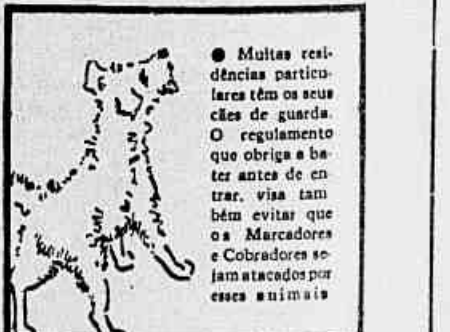 ● Muitas resi-
dências particu-
lares têm os seus
cães de guarda.
O regulamento
que obriga a ba-
ter antes de en-
trar, visa tam
bém evitar que
os Marcadores
e Cobradores se-
jam atacados por
esses animais